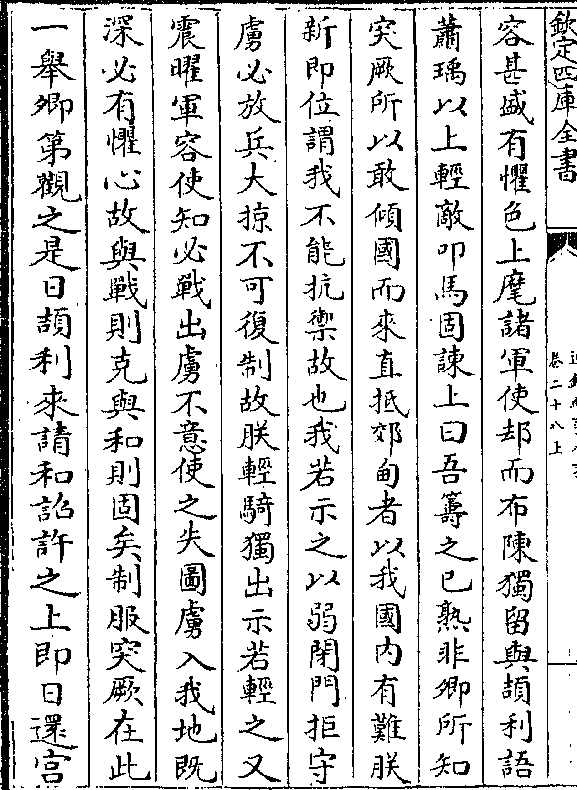 欽定四庫全書
卷二十八上
容甚盛有懼色上麾諸軍使却而布陳獨留與頡利語
蕭瑀以上輕敵叩馬固諫上曰吾籌之已熟非卿所知
突厥所以敢傾國而來直抵郊甸者以我國內有難朕
新即位謂我不能抗禦故也我若示之以弱閉門拒守
虜必放兵大掠不可復制故朕輕騎獨出示若輕之又
震曜軍容使知必戰出虜不意使之失圖虜入我地既
深必有懼心故與戰則克與和則固矣制服突厥在此
一舉卿第觀之是日頡利來請和詔許之上即日還宮